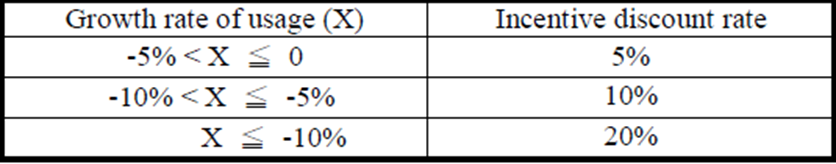 Growth rate of usage (X) Incentive discount rate
-5% < X ≦ 0 5%
-10% < X ≦ -5% 10%
X ≦ -10% 20%